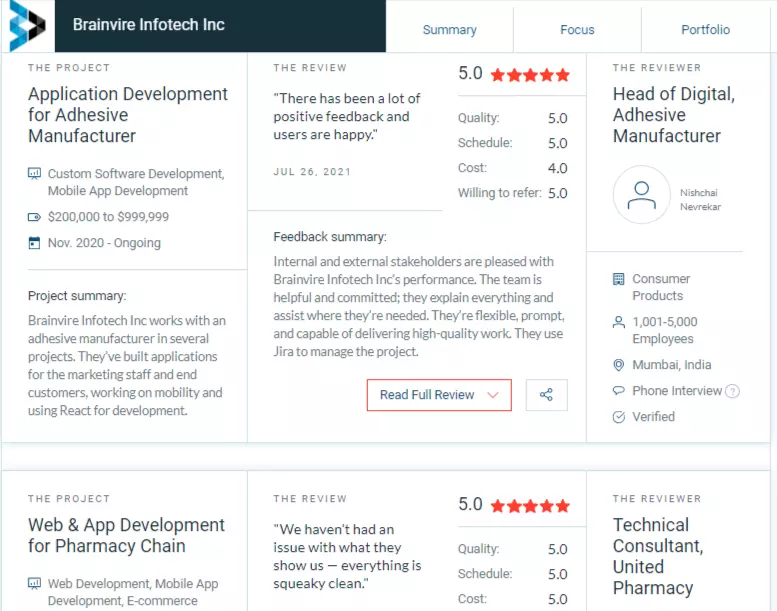 Brainvire Infotech Inc
Summary
Focus
Portfolio
THE PROJECT
Application Development
for Adhesive
Manufacturer
Custom Software Development,
Mobile App Development
$200,000 to $999,999
Nov. 2020 - Ongoing
Project summary:
Brainvire Infotech Inc works with an
adhesive manufacturer in several
projects. They've built applications
for the marketing staff and end
customers, working on mobility and
using React for development.
THE REVIEW
"There has been a lot of
positive feedback and
users are happy."
JUL 26, 2021
5.0
Quality: 5.0
Schedule: 5.0
Cost: 4.0
Willing to refer: 5.0
Feedback summary:
Internal and external stakeholders are pleased with
Brainvire Infotech Inc's performance. The team is
helpful and committed; they explain everything and
assist where they're needed. They're flexible, prompt,
and capable of delivering high-quality work. They use
Jira to manage the project.
Read Full Review
THE REVIEWER
Head of Digital,
Adhesive
Manufacturer
Nishchai
Nevrekar
Consumer
Products
1,001-5,000
Employees
Mumbai, India
Phone Interview ?
Verified
THE PROJECT
Web & App Development
for Pharmacy Chain
Web Development, Mobile App
Development, E-commerce
THE REVIEW
"We haven't had an
issue with what they
show us — everything is
squeaky clean."
5.0
Quality: 5.0
Schedule: 5.0
Cost: 5.0
THE REVIEWER
Technical
Consultant,
United
Pharmacy